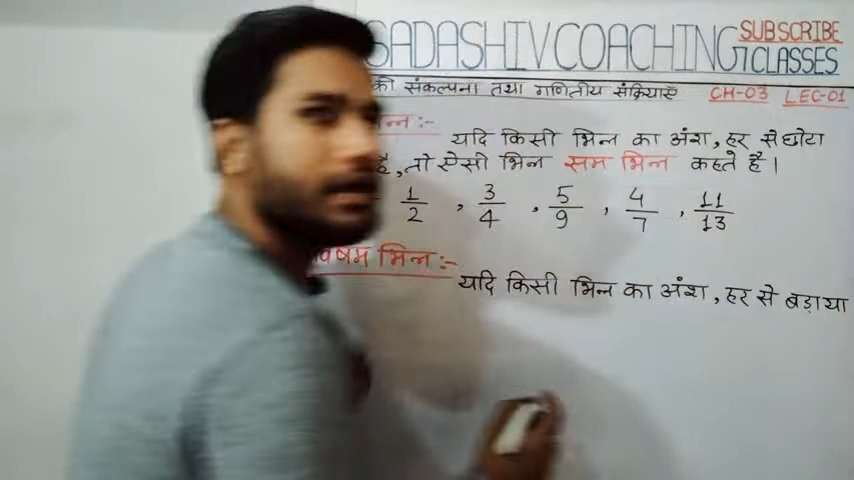 SADASHIV COACHING CLASSES
SUBSCRIBE
की संकल्पना तथा गणितीय संक्रियाएँ CH-03 LEC-01
यदि किसी भिन्न का अंश, हर से छोटा
है, तो ऐसी भिन्न सम भिन्न कहते है।
1/2 , 3/4 , 5/9 , 4/7 , 11/13
विषम भिन्न :-
यदि किसी भिन्न का अंश, हर से बड़ा या